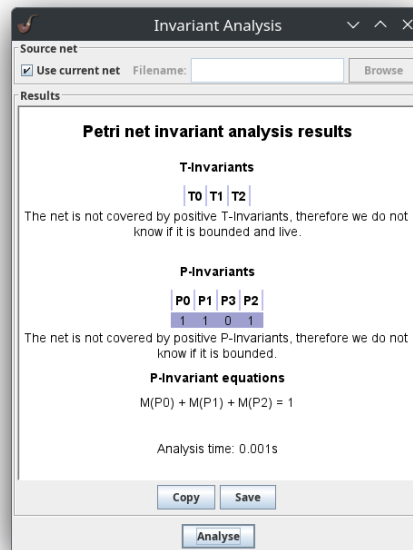 Invariant Analysis
Source net
Use current net Filename: Browse
Results
Petri net invariant analysis results
T-Invariants
T0 T1 T2
The net is not covered by positive T-Invariants, therefore we do not
know if it is bounded and live.
P-Invariants
P0 P1 P3 P2
1 1 0 1
The net is not covered by positive P-Invariants, therefore we do not
know if it is bounded.
P-Invariant equations
M(P0) + M(P1) + M(P2) = 1
Analysis time: 0.001s
Copy Save
Analyse